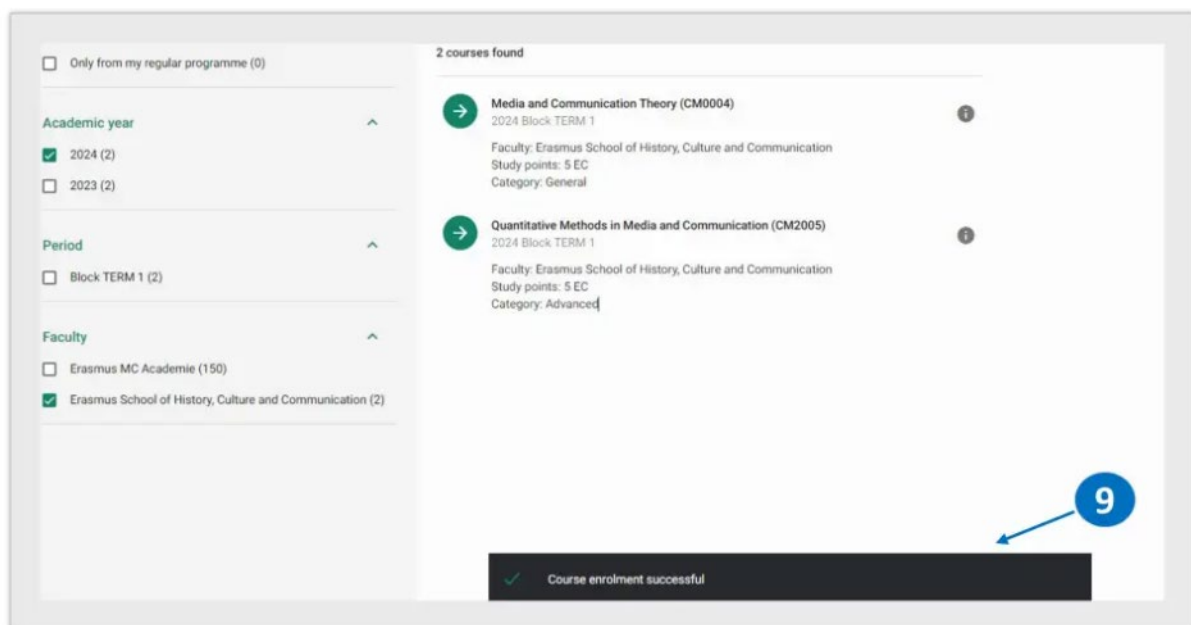 Only from my regular programme (0)
Academic year
2024 (2)
2023 (2)
Period
Block TERM 1 (2)
Faculty
Erasmus MC Academie (150)
Erasmus School of History, Culture and Communication (2)
2 courses found
Media and Communication Theory (CM0004)
2024 Block TERM 1
Faculty: Erasmus School of History, Culture and Communication
Study points: 5 EC
Category: General
Quantitative Methods in Media and Communication (CM2005)
2024 Block TERM 1
Faculty: Erasmus School of History, Culture and Communication
Study points: 5 EC
Category: Advanced
9
Course enrolment successful